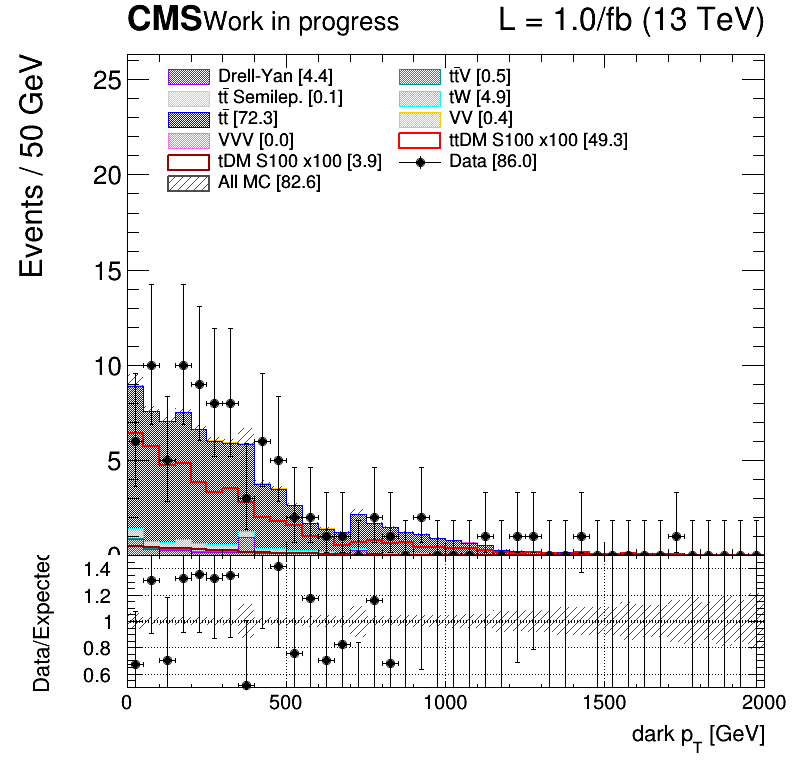 CMS Work in progress L = 1.0/fb (13 TeV)
Events / 50 GeV
25
20
15
10
5
0
Drell-Yan [4.4] tt̄V [0.5]
tt̄ Semilep. [0.1] tW [4.9]
tt̄ [72.3] VV [0.4]
VVV [0.0] ttDM S100 x100 [49.3]
tDM S100 x100 [3.9] Data [86.0]
All MC [82.6]
Data/Expected
1.4
1.2
1
0.8
0.6
0 500 1000 1500 2000
dark p_T [GeV]